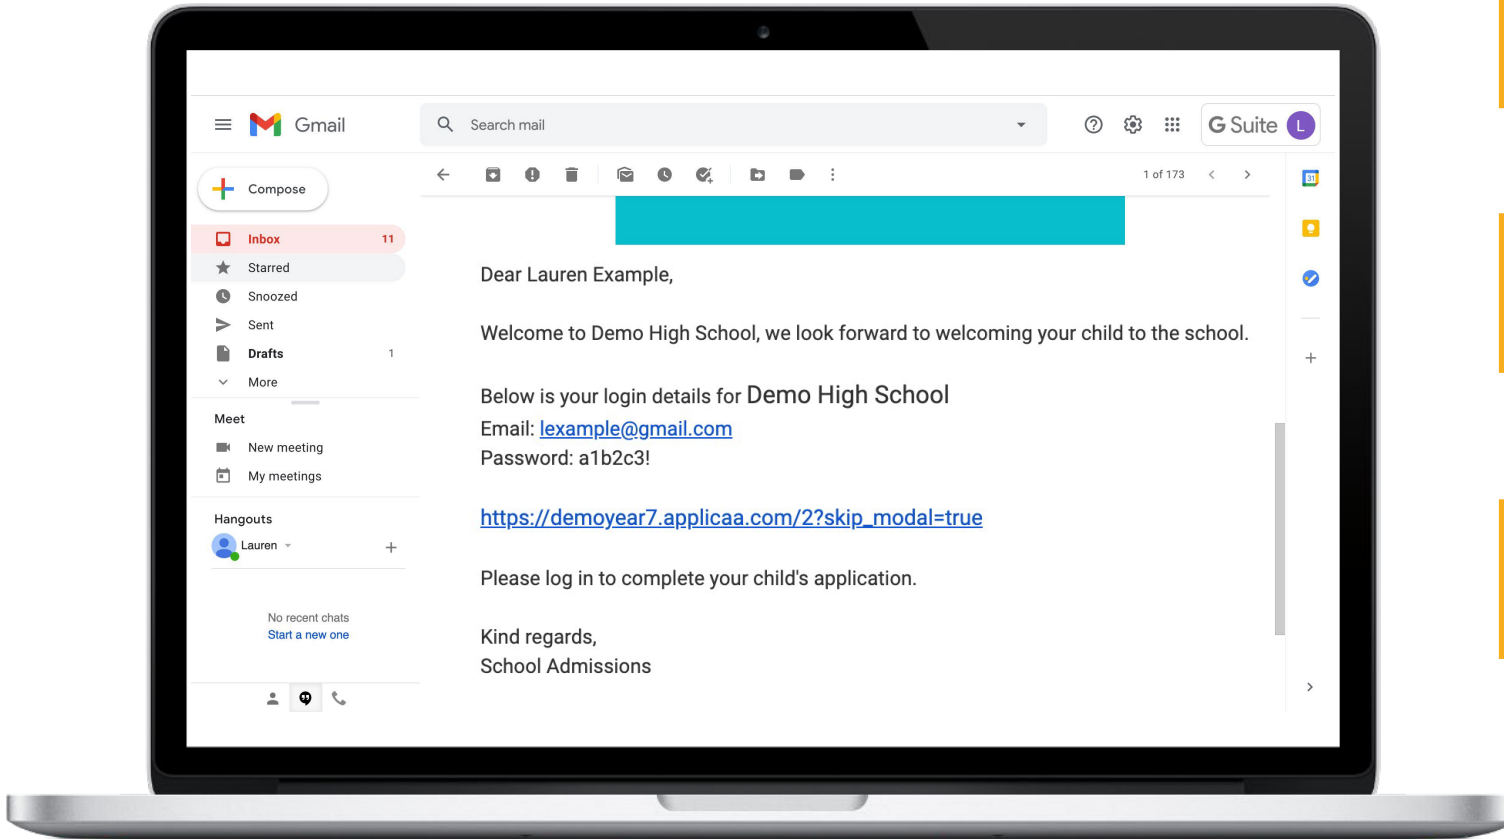 Gmail
Search mail
G Suite
L
Compose
1 of 173
31
Inbox 11
Starred
Snoozed
Sent
Drafts 1
More
Meet
New meeting
My meetings
Hangouts
Lauren
No recent chats
Start a new one
Dear Lauren Example,
Welcome to Demo High School, we look forward to welcoming your child to the school.
Below is your login details for Demo High School
Email: lexample@gmail.com
Password: a1b2c3!
https://demoyear7.applicaa.com/2?skip_modal=true
Please log in to complete your child's application.
Kind regards,
School Admissions